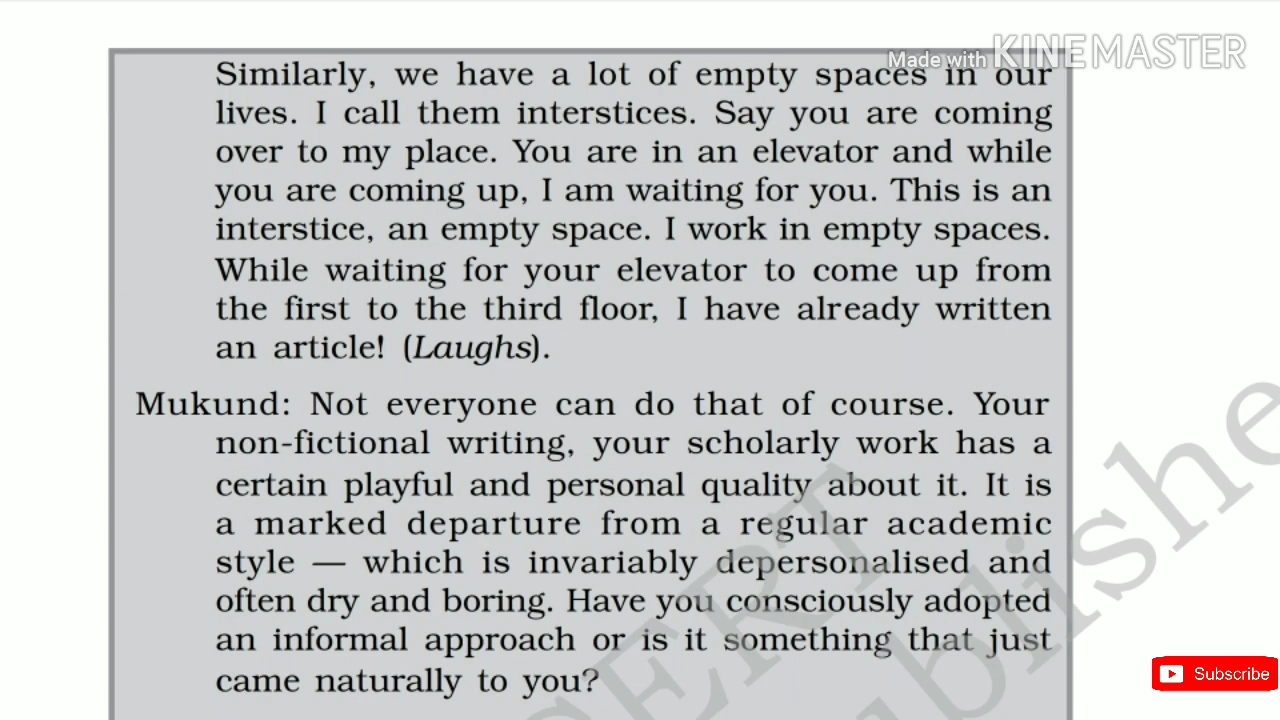 Made with KINEMASTER
Similarly, we have a lot of empty spaces in our
lives. I call them interstices. Say you are coming
over to my place. You are in an elevator and while
you are coming up, I am waiting for you. This is an
interstice, an empty space. I work in empty spaces.
While waiting for your elevator to come up from
the first to the third floor, I have already written
an article! (Laughs).
Mukund: Not everyone can do that of course. Your
non-fictional writing, your scholarly work has a
certain playful and personal quality about it. It is
a marked departure from a regular academic
style — which is invariably depersonalised and
often dry and boring. Have you consciously adopted
an informal approach or is it something that just
came naturally to you?
Subscribe